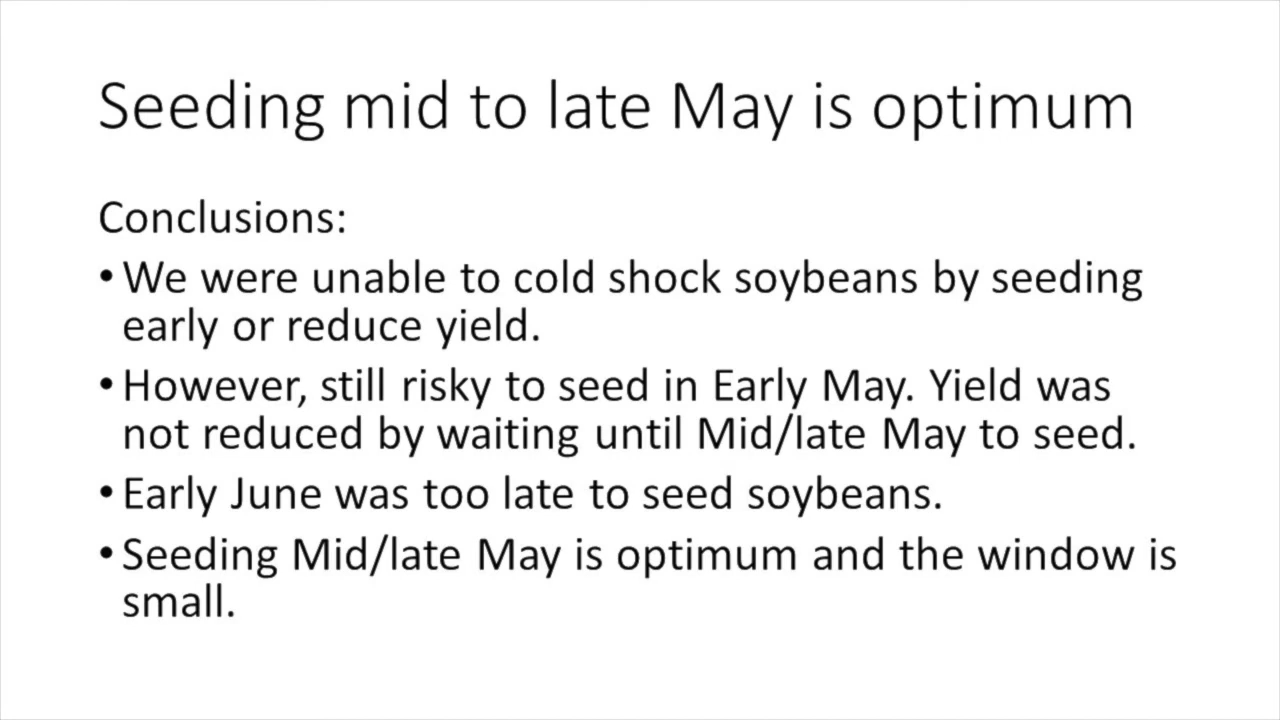 Seeding mid to late May is optimum
Conclusions:
• We were unable to cold shock soybeans by seeding
early or reduce yield.
• However, still risky to seed in Early May. Yield was
not reduced by waiting until Mid/late May to seed.
• Early June was too late to seed soybeans.
• Seeding Mid/late May is optimum and the window is
small.